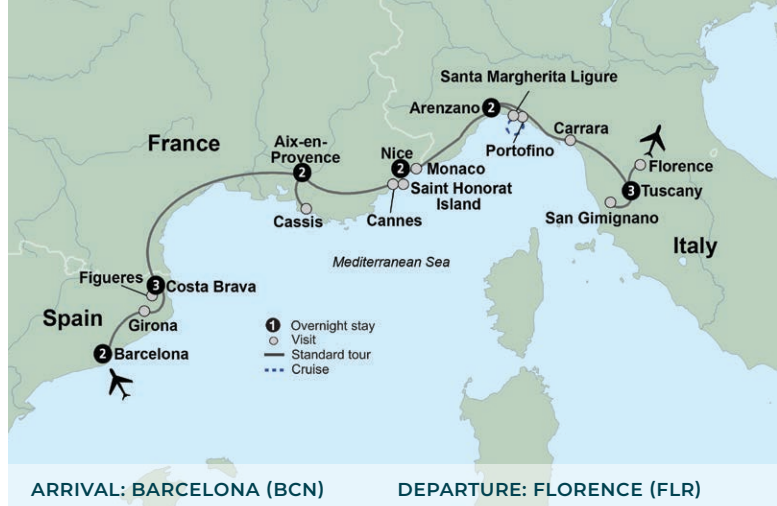 Santa Margherita Ligure
Arenzano
2
Carrara
Portofino
France
Aix-en-
Provence
2
Nice
2
Monaco
Saint Honorat
Island
Cannes
Cassis
Florence
3
Tuscany
San Gimignano
Italy
Mediterranean Sea
Figueres
3
Costa Brava
Spain
Girona
2
Barcelona
1 Overnight stay
Visit
Standard tour
Cruise
ARRIVAL: BARCELONA (BCN)
DEPARTURE: FLORENCE (FLR)